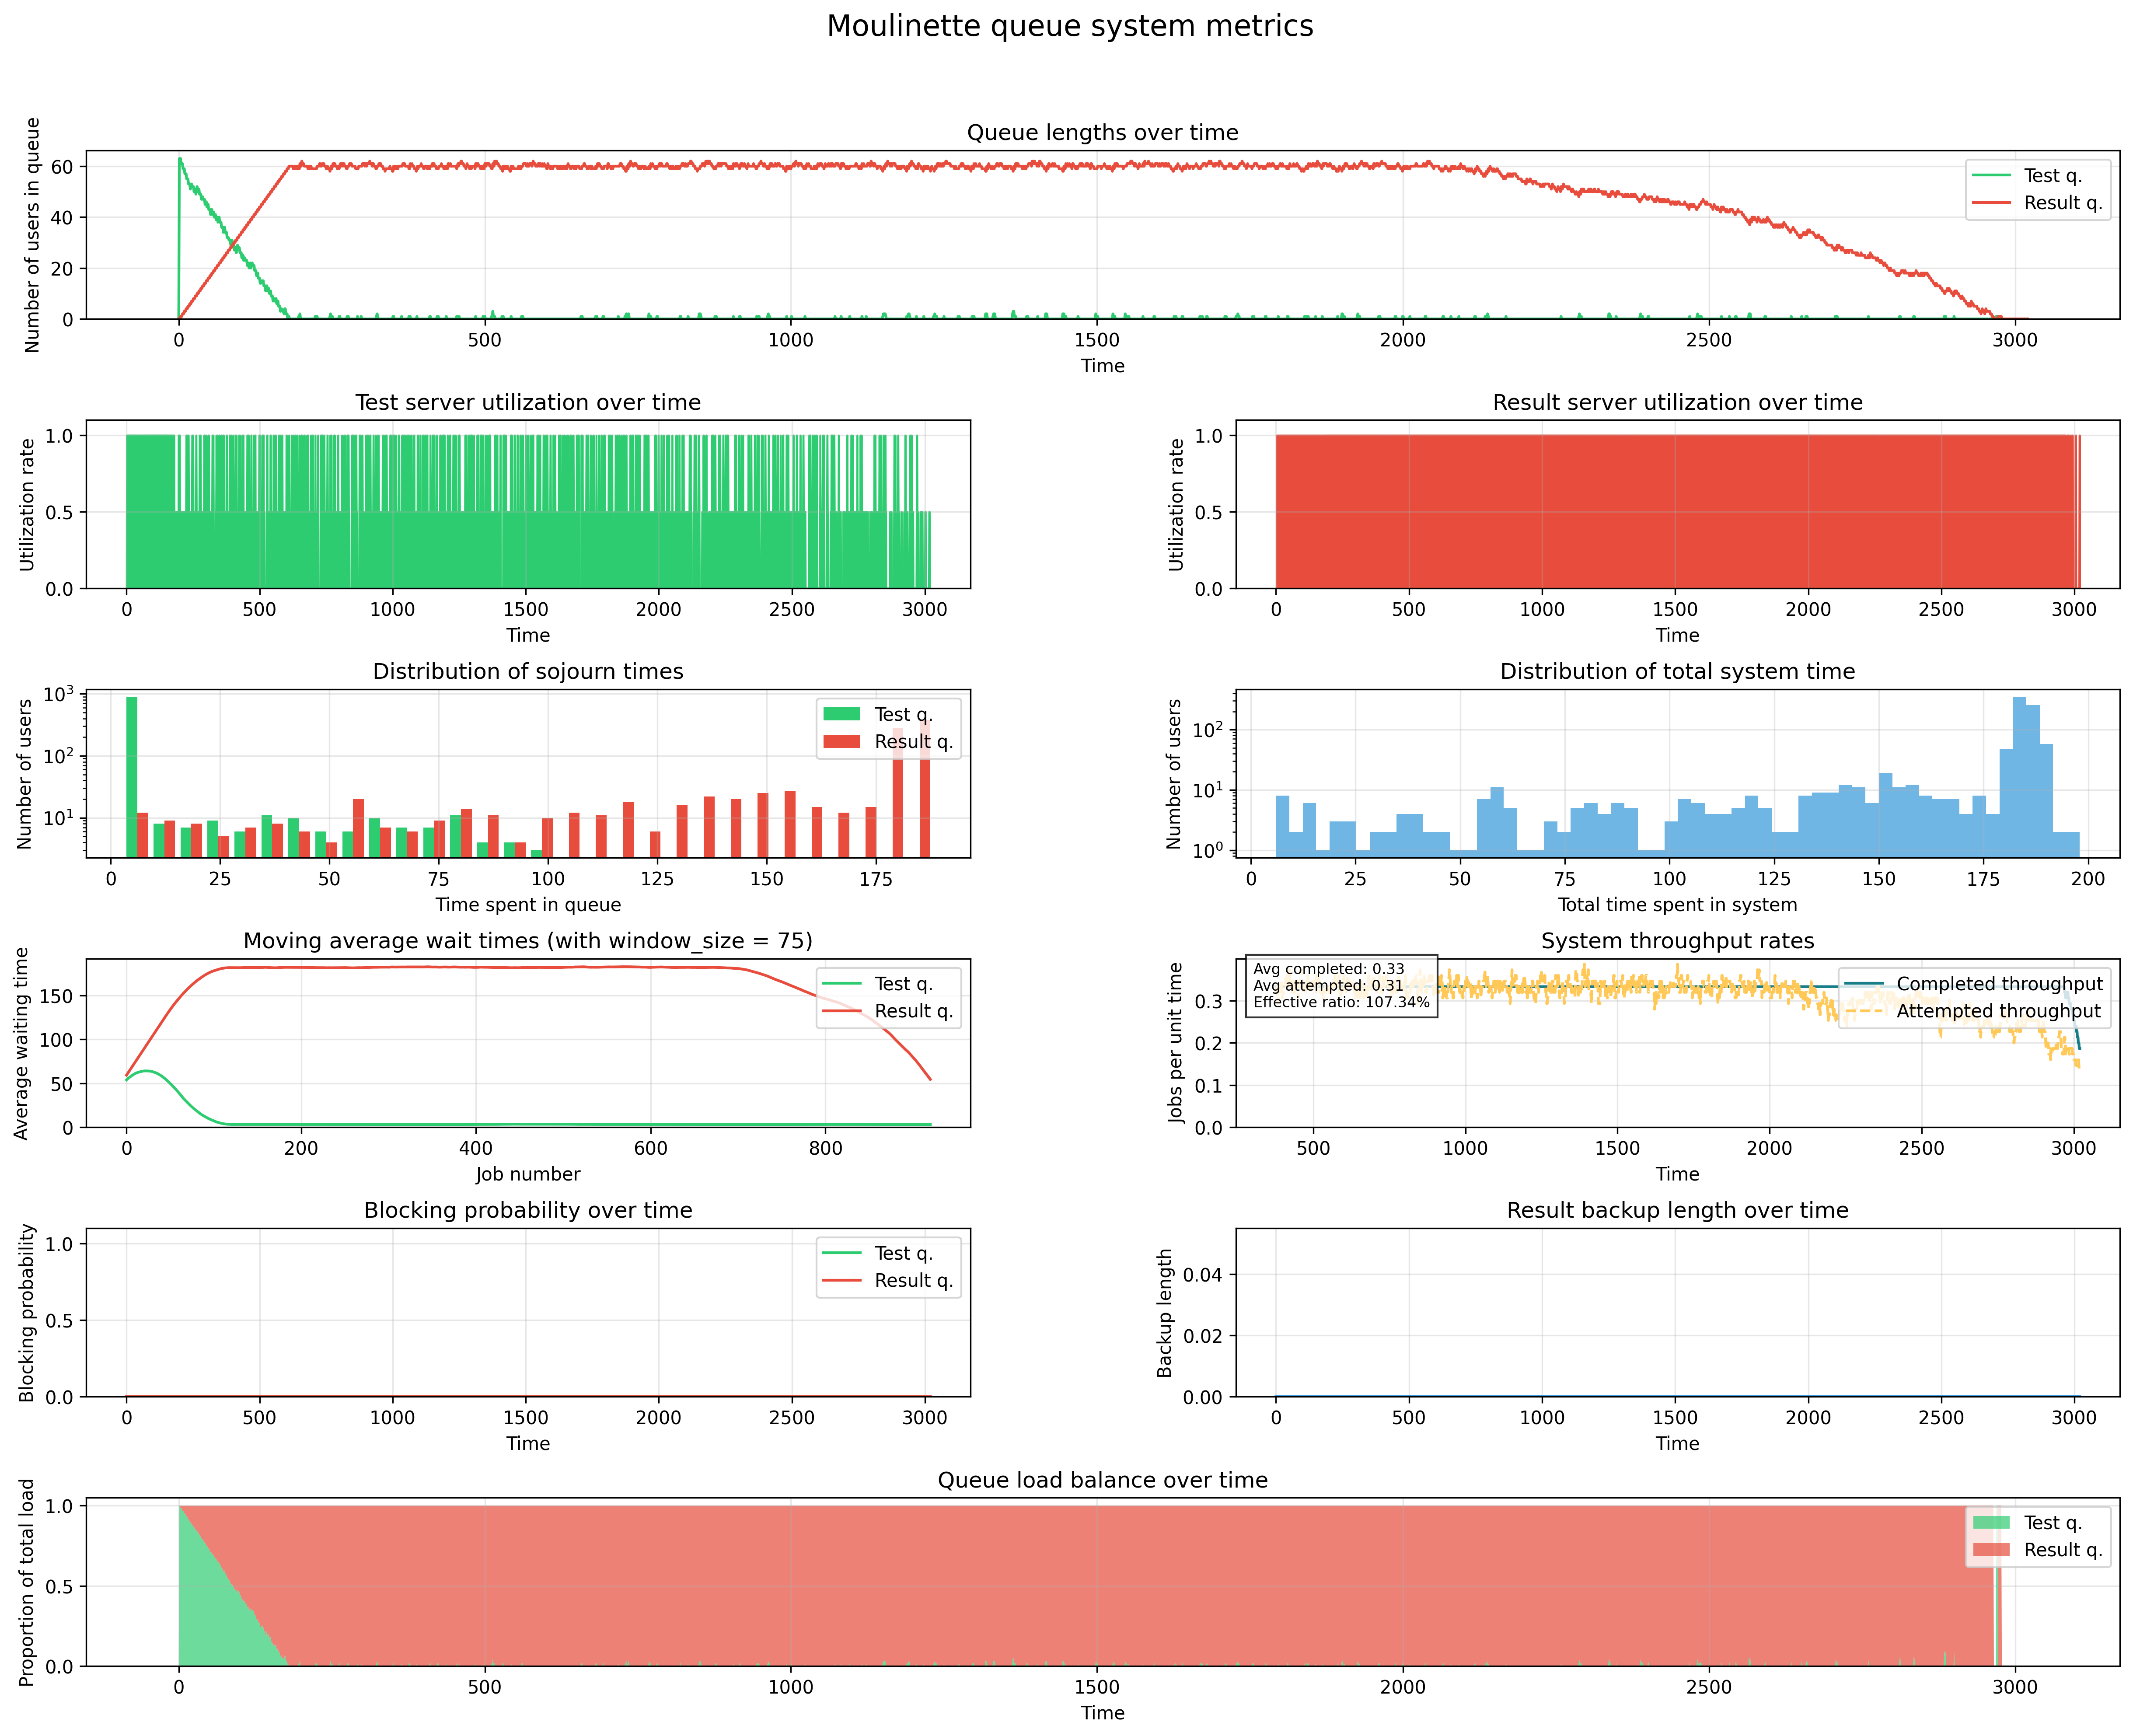 Moulinette queue system metrics
Queue lengths over time
Number of users in queue
60
40
20
0
Test q.
Result q.
0 500 1000 1500 2000 2500 3000
Time
Test server utilization over time
Utilization rate
1.0
0.5
0.0
0 500 1000 1500 2000 2500 3000
Time
Result server utilization over time
Utilization rate
1.0
0.5
0.0
0 500 1000 1500 2000 2500 3000
Time
Distribution of sojourn times
Number of users
10³
10²
10¹
Test q.
Result q.
0 25 50 75 100 125 150 175
Time spent in queue
Distribution of total system time
Number of users
10²
10¹
10⁰
0 25 50 75 100 125 150 175 200
Total time spent in system
Moving average wait times (with window_size = 75)
Average waiting time
150
100
50
0
Test q.
Result q.
0 200 400 600 800
Job number
System throughput rates
Jobs per unit time
0.3
0.2
0.1
0.0
Avg completed: 0.33
Avg attempted: 0.31
Effective ratio: 107.34%
Completed throughput
Attempted throughput
500 1000 1500 2000 2500 3000
Time
Blocking probability over time
Blocking probability
1.0
0.5
0.0
Test q.
Result q.
0 500 1000 1500 2000 2500 3000
Time
Result backup length over time
Backup length
0.04
0.02
0.00
0 500 1000 1500 2000 2500 3000
Time
Queue load balance over time
Proportion of total load
1.0
0.5
0.0
Test q.
Result q.
0 500 1000 1500 2000 2500 3000
Time